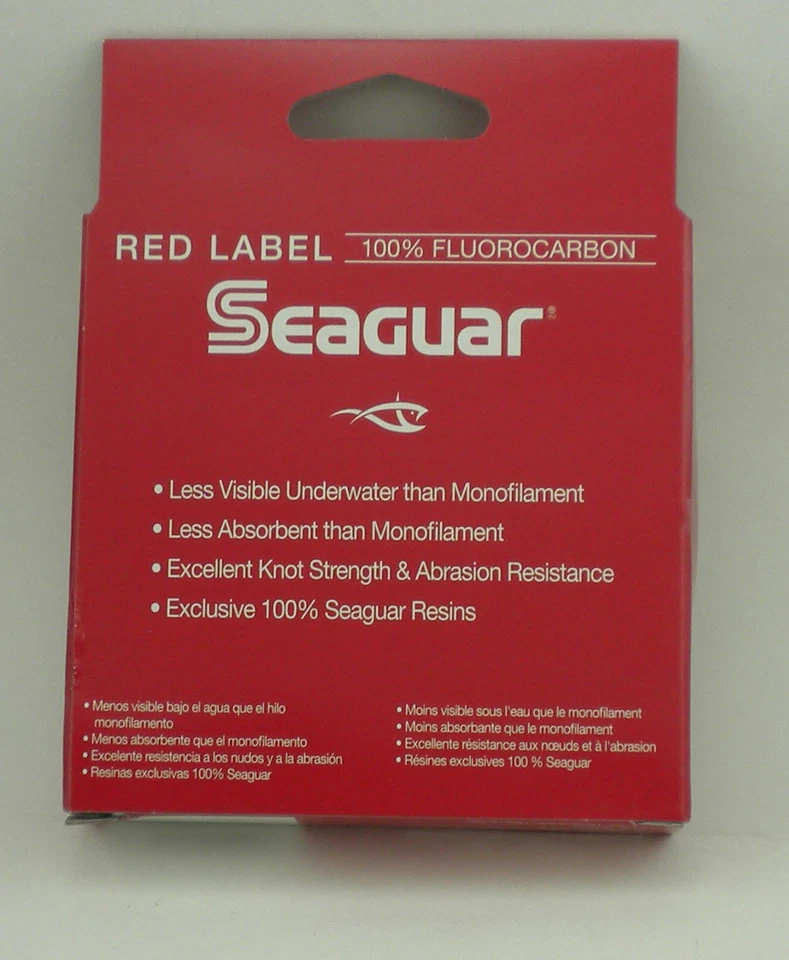 RED LABEL 100% FLUOROCARBON
Seaguar®
• Less Visible Underwater than Monofilament
• Less Absorbent than Monofilament
• Excellent Knot Strength & Abrasion Resistance
• Exclusive 100% Seaguar Resins
• Menos visible bajo el agua que el hilo
monofilamento
• Menos absorbente que el monofilamento
• Excelente resistencia a los nudos y a la abrasión
• Resinas exclusivas 100% Seaguar
• Moins visible sous l'eau que le monofilament
• Moins absorbante que le monofilament
• Excellente résistance aux nœuds et à l'abrasion
• Résines exclusives 100 % Seaguar